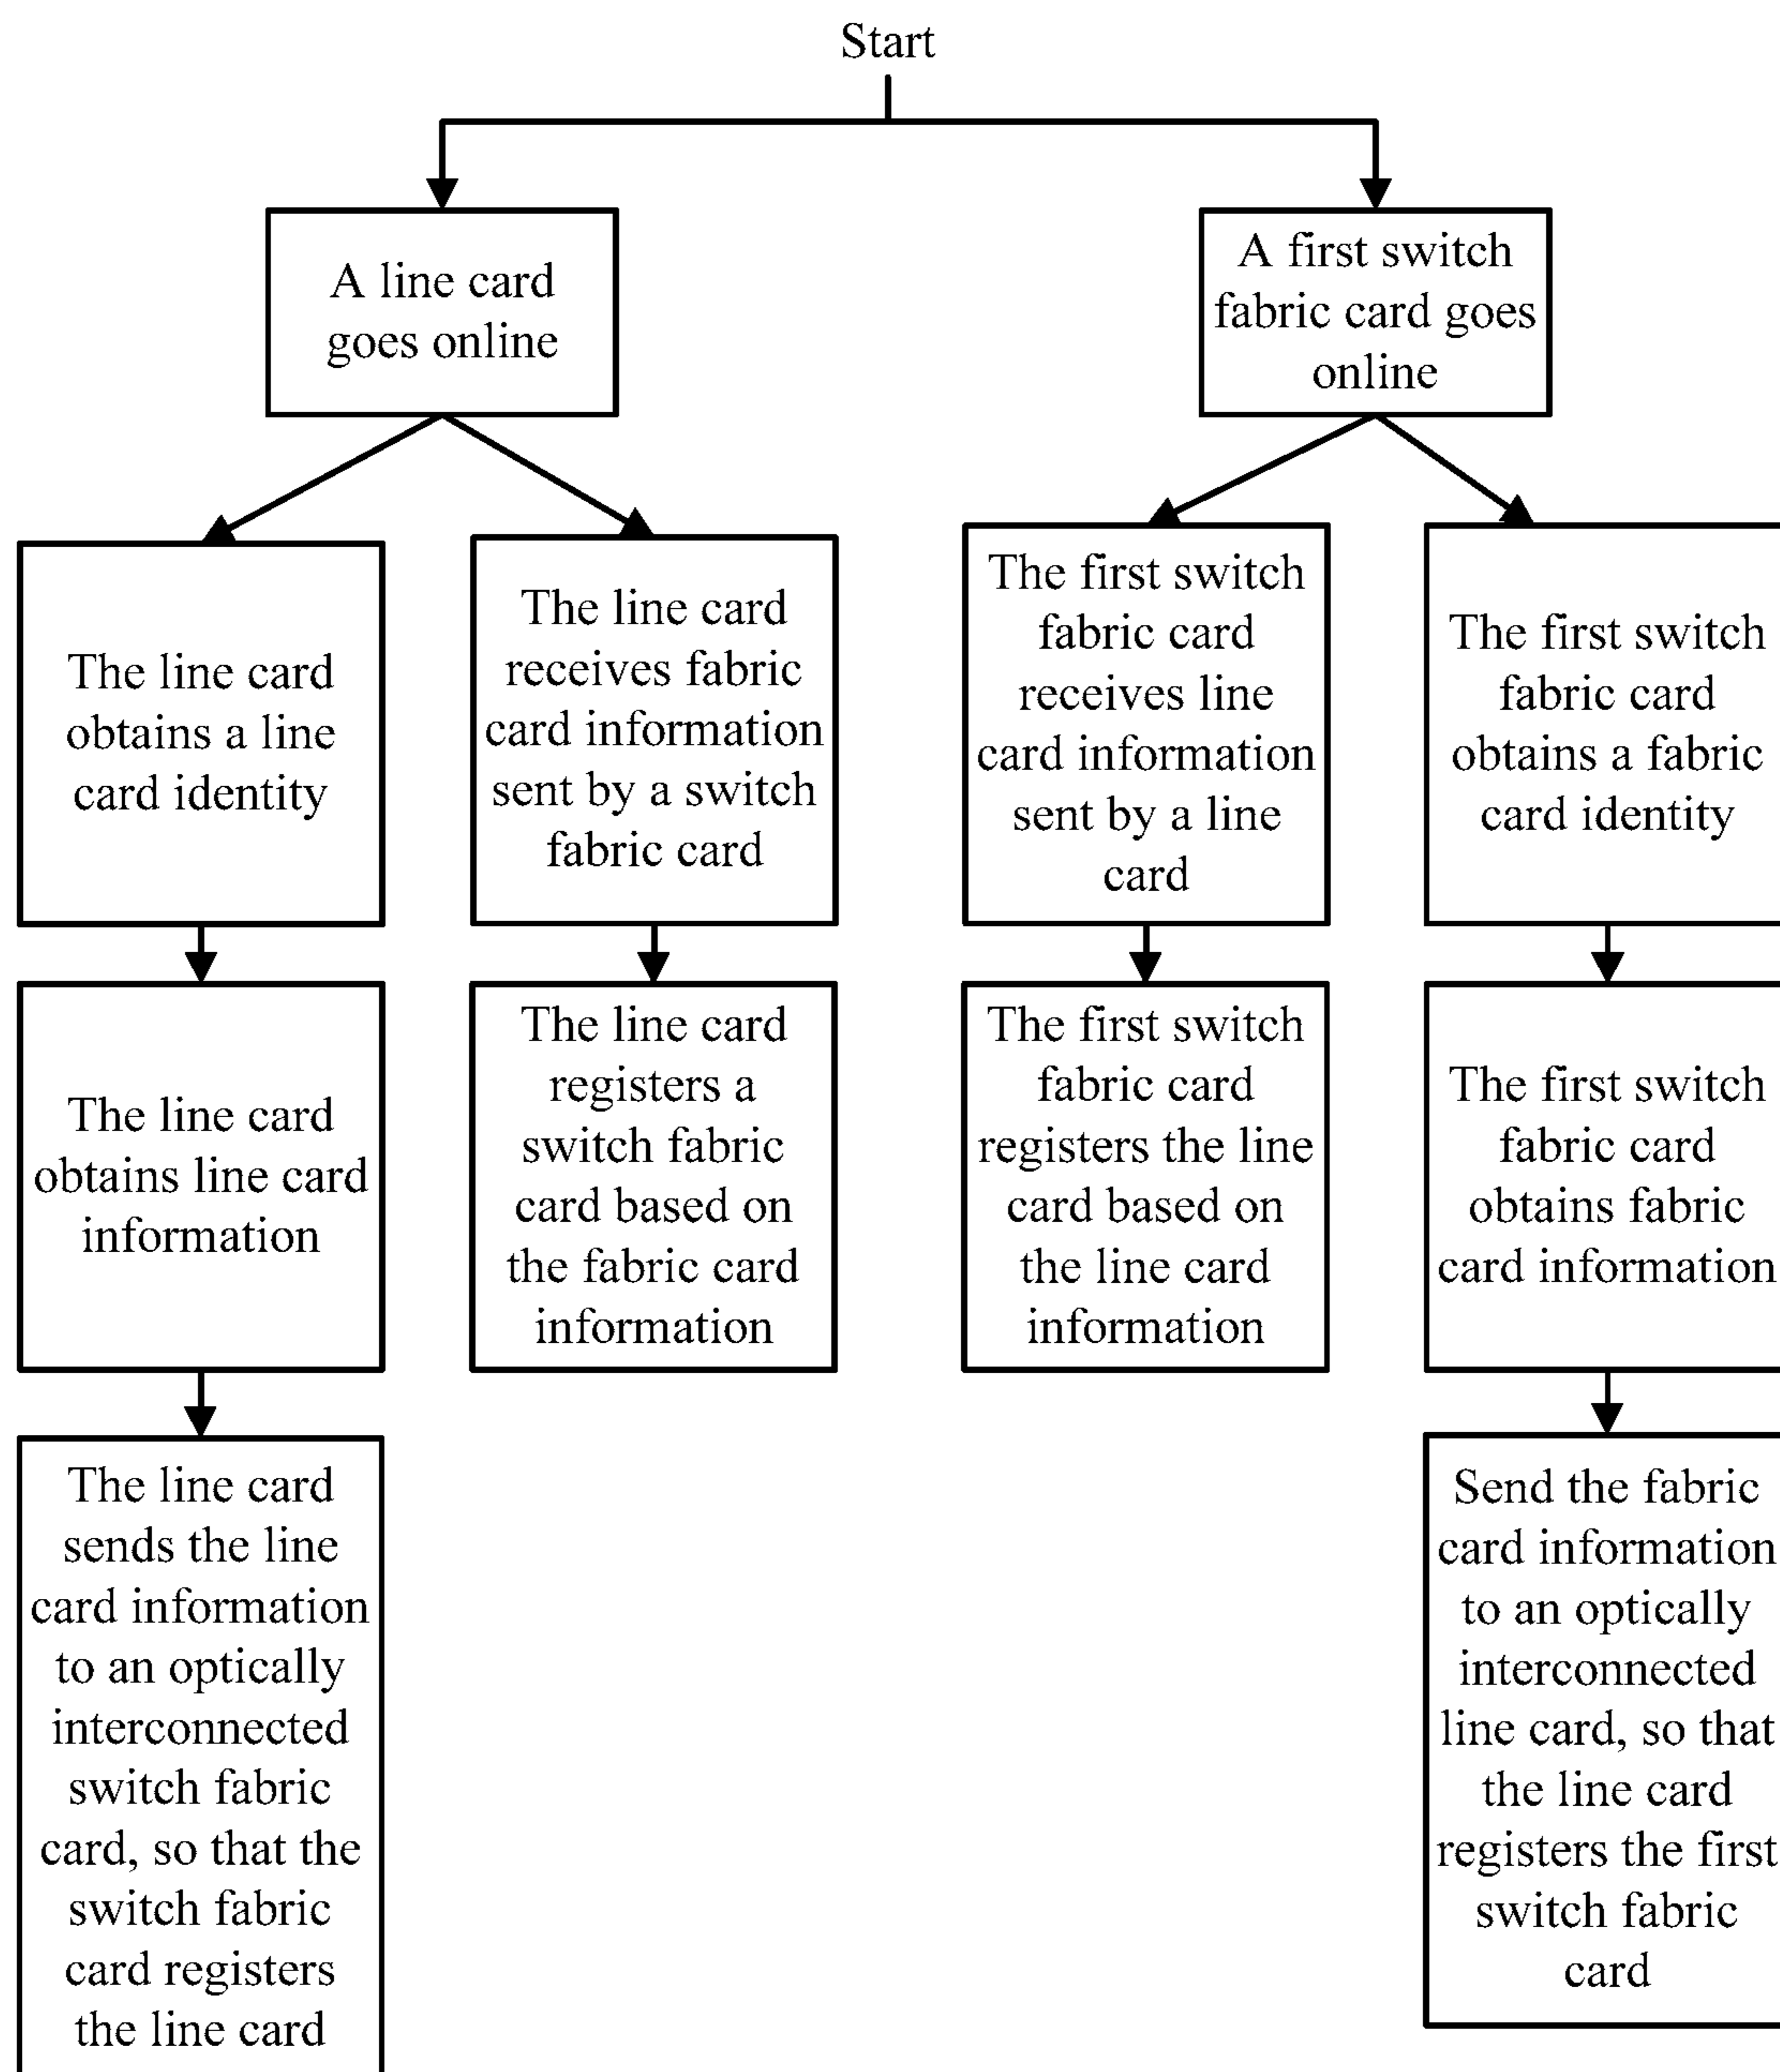 Start
A line card
goes online
A first switch
fabric card goes
online
The line card
obtains a line
card identity
The line card
receives fabric
card information
sent by a switch
fabric card
The first switch
fabric card
receives line
card information
sent by a line
card
The first switch
fabric card
obtains a fabric
card identity
The line card
obtains line card
information
The line card
registers a
switch fabric
card based on
the fabric card
information
The first switch
fabric card
registers the line
card based on
the line card
information
The first switch
fabric card
obtains fabric
card information
The line card
sends the line
card information
to an optically
interconnected
switch fabric
card, so that the
switch fabric
card registers
the line card
Send the fabric
card information
to an optically
interconnected
line card, so that
the line card
registers the first
switch fabric
card